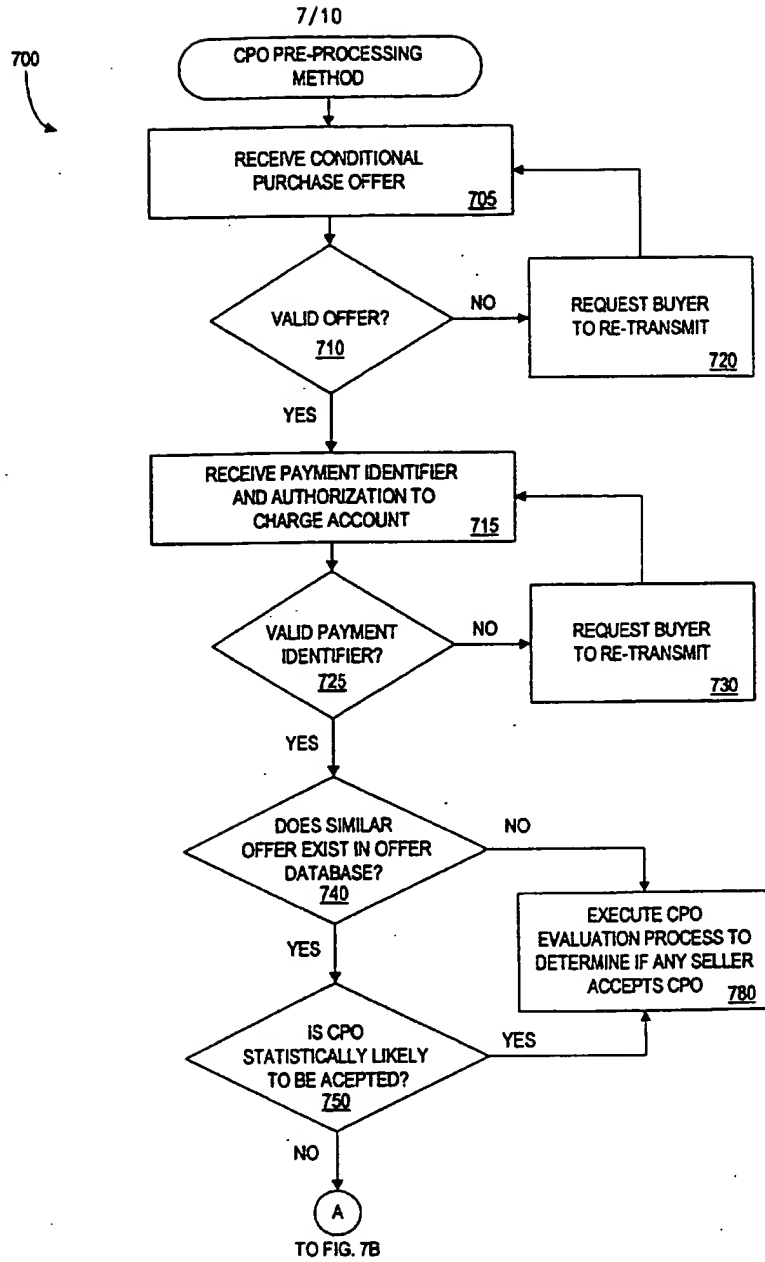 7/10
700
CPO PRE-PROCESSING
METHOD
RECEIVE CONDITIONAL
PURCHASE OFFER
705
VALID OFFER?
710
NO
REQUEST BUYER
TO RE-TRANSMIT
720
YES
RECEIVE PAYMENT IDENTIFIER
AND AUTHORIZATION TO
CHARGE ACCOUNT
715
VALID PAYMENT
IDENTIFIER?
725
NO
REQUEST BUYER
TO RE-TRANSMIT
730
YES
DOES SIMILAR
OFFER EXIST IN OFFER
DATABASE?
740
NO
EXECUTE CPO
EVALUATION PROCESS TO
DETERMINE IF ANY SELLER
ACCEPTS CPO
780
YES
IS CPO
STATISTICALLY LIKELY
TO BE ACEPTED?
750
YES
NO
A
TO FIG. 7B